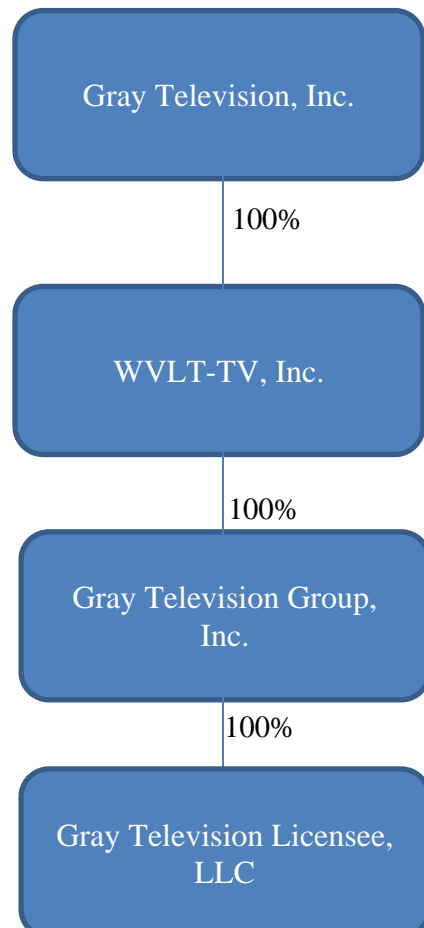 Gray Television, Inc.
100%
WVLT-TV, Inc.
100%
Gray Television Group,
Inc.
100%
Gray Television Licensee,
LLC